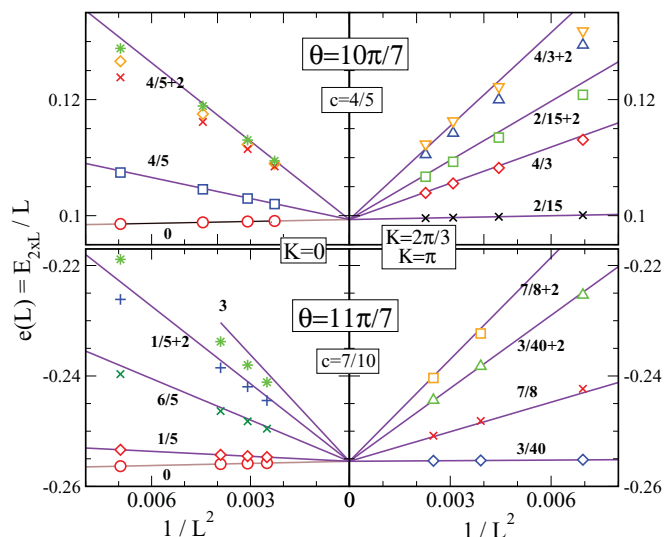 θ=10π/7
c=4/5
4/5+2
4/5
0
4/3+2
2/15+2
4/3
2/15
0.12
0.1
0.12
0.1
K=0
K=2π/3
K=π
e(L) = E_{2xL} / L
θ=11π/7
c=7/10
3
1/5+2
6/5
1/5
0
7/8+2
3/40+2
7/8
3/40
-0.22
-0.24
-0.26
-0.22
-0.24
-0.26
0.006 0.003 0 0.003 0.006
1 / L² 1 / L²